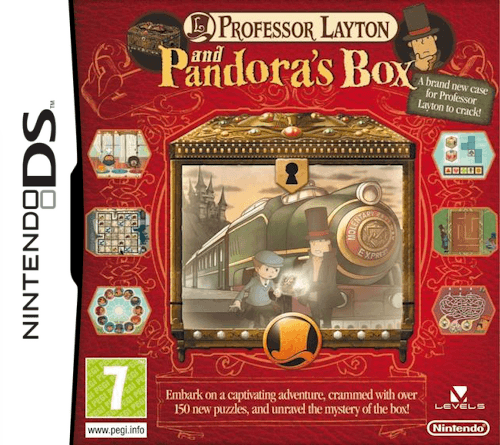 PROFESSOR LAYTON
and
Pandora's Box
A brand new case
for Professor
Layton to crack!
NINTENDO DS™
7
www.pegi.info
Embark on a captivating adventure, crammed with over
150 new puzzles, and unravel the mystery of the box!
LEVEL5
Nintendo®